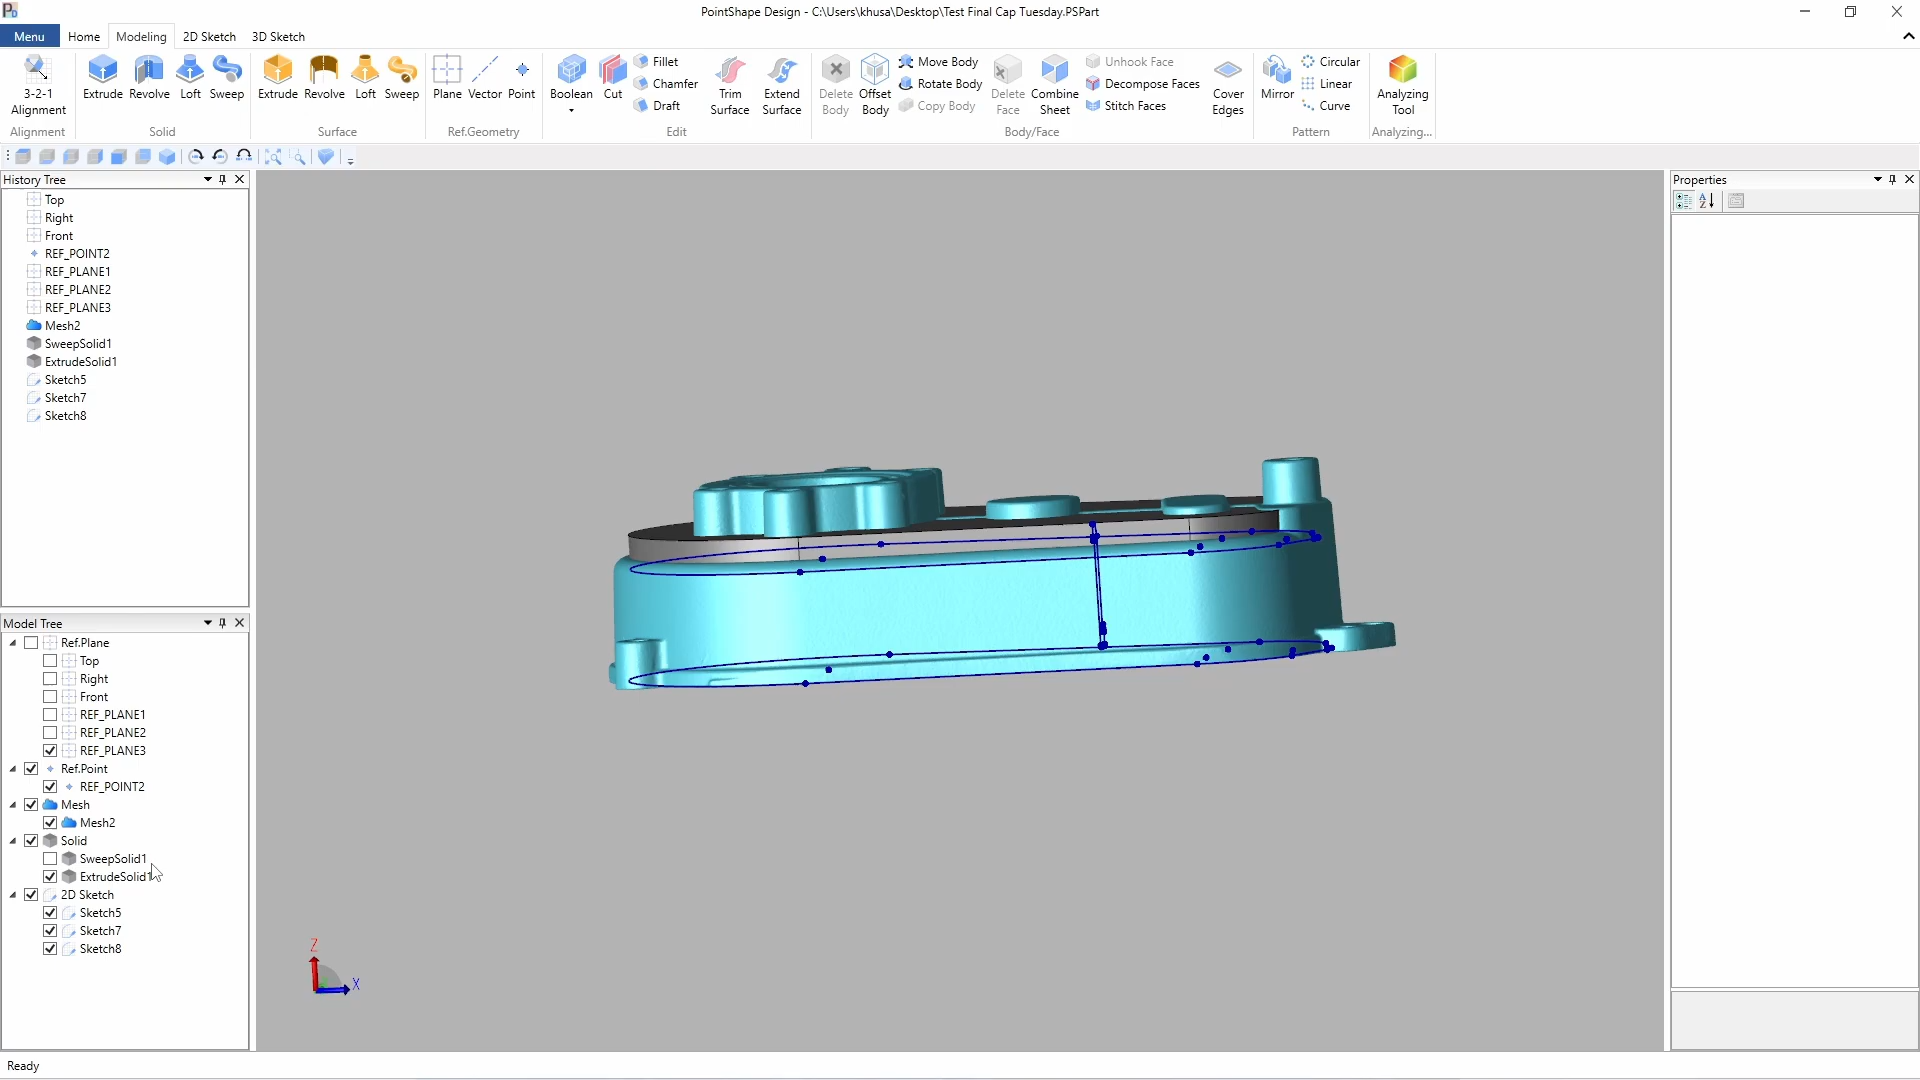 PointShape Design - C:\Users\khusa\Desktop\Test Final Cap Tuesday.PSPart
Menu Home Modeling 2D Sketch 3D Sketch
3-2-1 Alignment
Extrude Revolve Loft Sweep
Extrude Revolve Loft Sweep
Plane Vector Point
Boolean Cut
Fillet
Chamfer
Draft
Trim Surface
Extend Surface
Delete Body
Offset Body
Move Body
Rotate Body
Copy Body
Delete Face
Combine Sheet
Unhook Face
Decompose Faces
Stitch Faces
Cover Edges
Mirror
Circular
Linear
Curve
Analyzing Tool
Alignment Solid Surface Ref.Geometry Edit Body/Face Pattern Analyzing...
History Tree
Top
Right
Front
REF_POINT2
REF_PLANE1
REF_PLANE2
REF_PLANE3
Mesh2
SweepSolid1
ExtrudeSolid1
Sketch5
Sketch7
Sketch8
Model Tree
Ref.Plane
Top
Right
Front
REF_PLANE1
REF_PLANE2
REF_PLANE3
Ref.Point
REF_POINT2
Mesh
Mesh2
Solid
SweepSolid1
ExtrudeSolid1
2D Sketch
Sketch5
Sketch7
Sketch8
Z
X
Properties
Ready